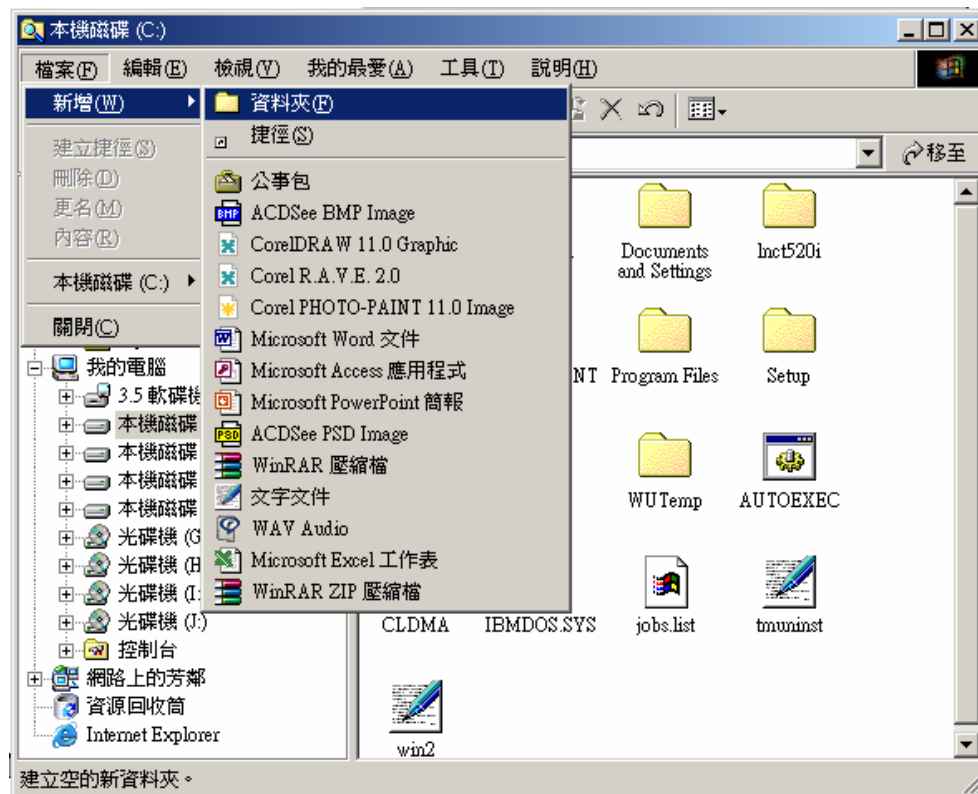 本機磁碟 (C:)
檔案(F) 編輯(E) 檢視(V) 我的最愛(A) 工具(T) 說明(H)
新增(W)
建立捷徑(S)
刪除(D)
更名(M)
內容(R)
本機磁碟 (C:)
關閉(C)
資料夾(F)
捷徑(S)
公事包
ACDSee BMP Image
CorelDRAW 11.0 Graphic
Corel R.A.V.E. 2.0
Corel PHOTO-PAINT 11.0 Image
Microsoft Word 文件
Microsoft Access 應用程式
Microsoft PowerPoint 簡報
ACDSee PSD Image
WinRAR 壓縮檔
文字文件
WAV Audio
Microsoft Excel 工作表
WinRAR ZIP 壓縮檔
移至
我的電腦
3.5 軟碟機
本機磁碟
本機磁碟
本機磁碟
本機磁碟
光碟機 (G
光碟機 (H
光碟機 (I:
光碟機 (J:)
控制台
網路上的芳鄰
資源回收筒
Internet Explorer
Documents
and Settings
lnct520i
NT Program Files Setup
WUTemp AUTOEXEC
CLDMA IBMDOS.SYS jobs.list tmuninst
win2
建立空的新資料夾。